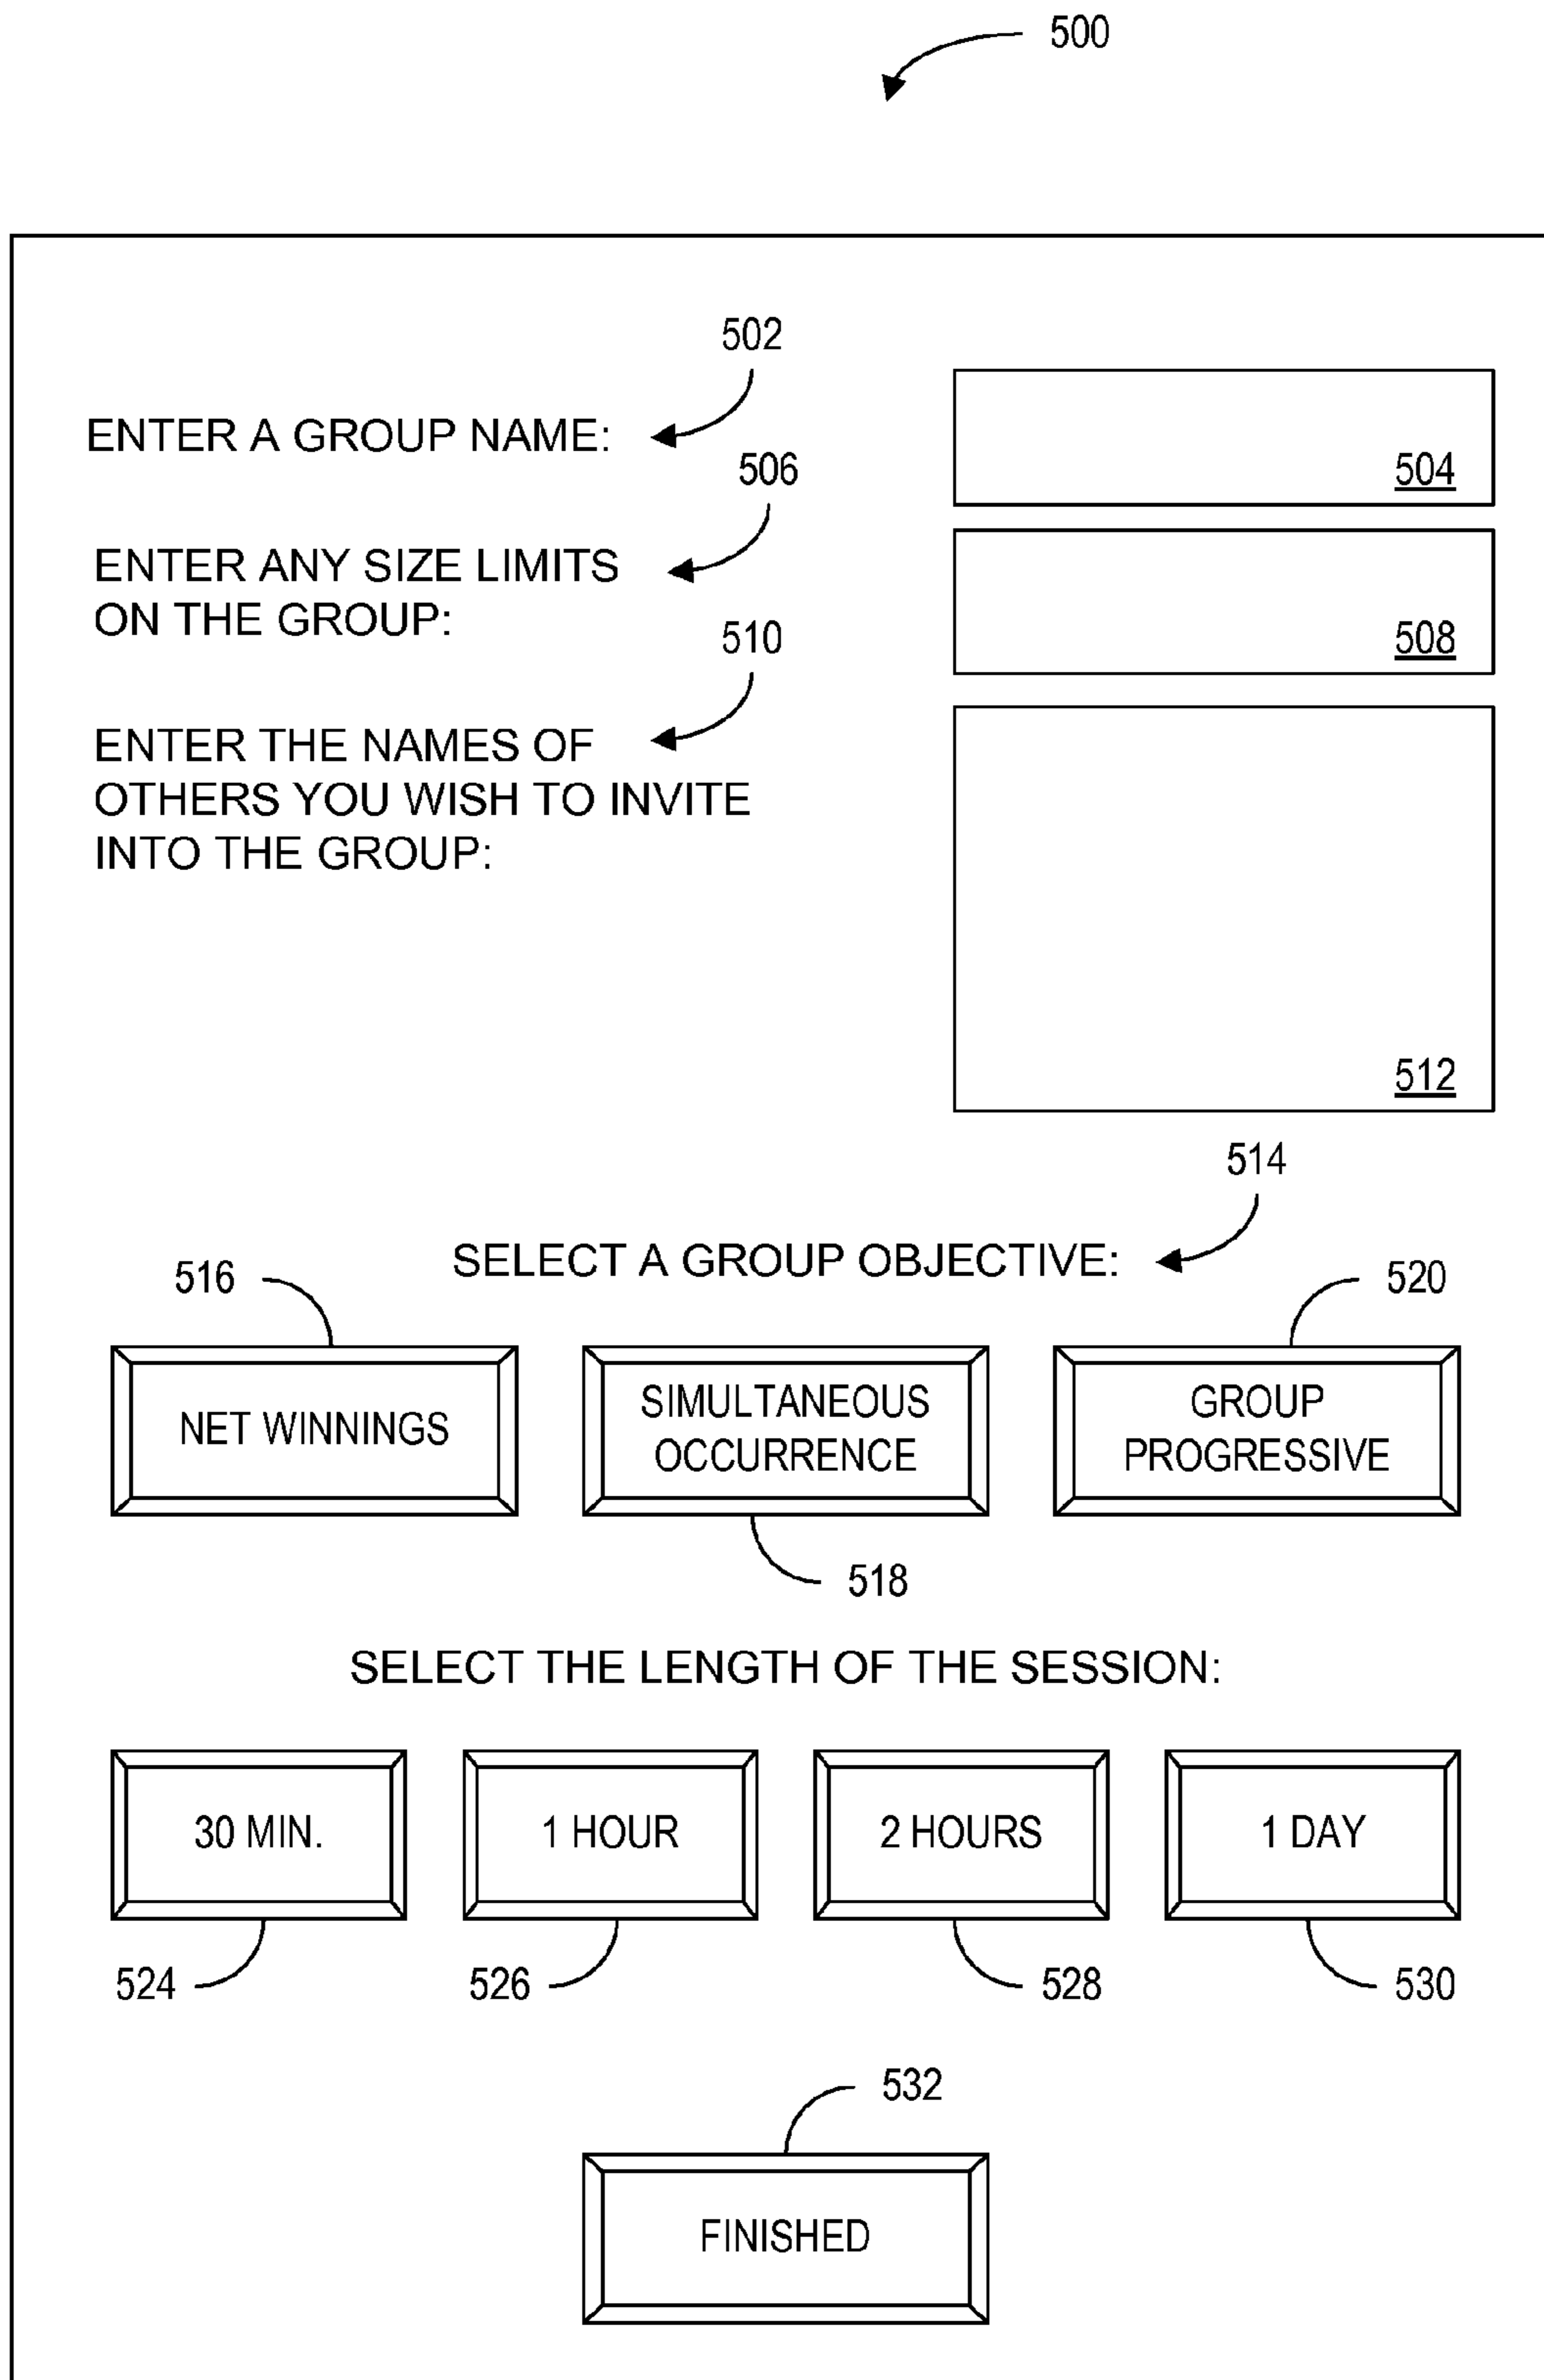 500
502
ENTER A GROUP NAME:
504
506
ENTER ANY SIZE LIMITS
ON THE GROUP:
508
510
ENTER THE NAMES OF
OTHERS YOU WISH TO INVITE
INTO THE GROUP:
512
514
SELECT A GROUP OBJECTIVE:
516
520
NET WINNINGS
SIMULTANEOUS
OCCURRENCE
GROUP
PROGRESSIVE
518
SELECT THE LENGTH OF THE SESSION:
30 MIN.
1 HOUR
2 HOURS
1 DAY
524
526
528
530
532
FINISHED